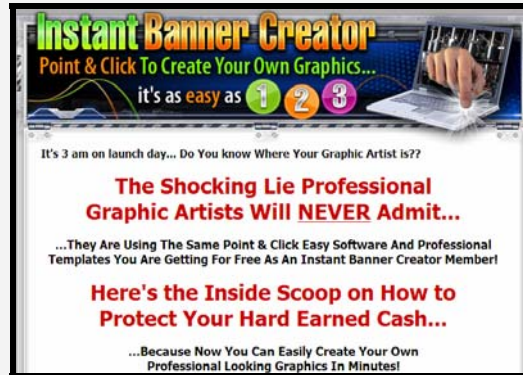 Instant Banner Creator
Point & Click To Create Your Own Graphics...
it's as easy as 1 2 3
It's 3 am on launch day... Do You know Where Your Graphic Artist is??
The Shocking Lie Professional
Graphic Artists Will NEVER Admit...
...They Are Using The Same Point & Click Easy Software And Professional
Templates You Are Getting For Free As An Instant Banner Creator Member!
Here's the Inside Scoop on How to
Protect Your Hard Earned Cash...
...Because Now You Can Easily Create Your Own
Professional Looking Graphics In Minutes!